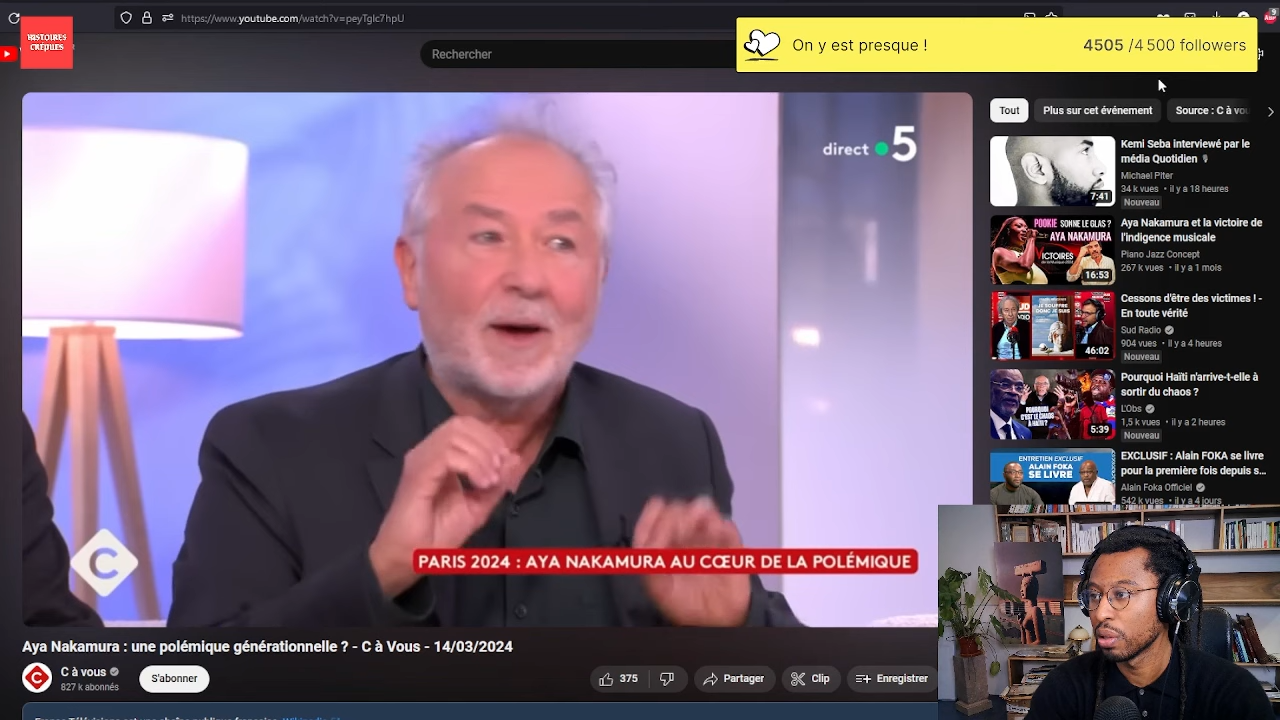 https://www.youtube.com/watch?v=peyTglc7hpU
HISTOIRES
CRÉPUES
Rechercher
On y est presque !
4505 /4 500 followers
direct 5
PARIS 2024 : AYA NAKAMURA AU CŒUR DE LA POLÉMIQUE
Aya Nakamura : une polémique générationnelle ? - C à Vous - 14/03/2024
C à vous
827 k abonnés
S'abonner
375
Partager
Clip
Enregistrer
Tout
Plus sur cet événement
Source : C à vou
Kemi Seba interviewé par le
média Quotidien
Michael Piter
34 k vues • il y a 18 heures
Nouveau
7:41
POOKIE SONNE LE GLAS ?
AYA NAKAMURA
VICTOIRES
16:53
Aya Nakamura et la victoire de
l'indigence musicale
Piano Jazz Concept
267 k vues • il y a 1 mois
46:02
Cessons d'être des victimes ! -
En toute vérité
Sud Radio
904 vues • il y a 4 heures
Nouveau
5:39
Pourquoi Haïti n'arrive-t-elle à
sortir du chaos ?
L'Obs
1,5 k vues • il y a 2 heures
Nouveau
ENTRETIEN EXCLUSIF
ALAIN FOKA
SE LIVRE
EXCLUSIF : Alain FOKA se livre
pour la première fois depuis s...
Alain Foka Officiel
542 k vues • il y a 4 jours